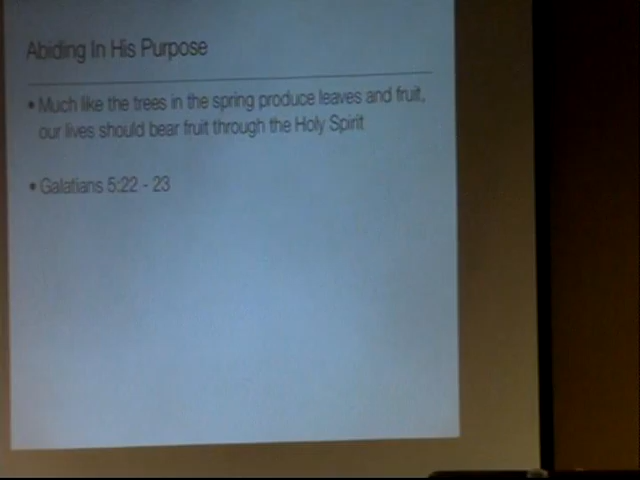 Abiding In His Purpose
• Much like the trees in the spring produce leaves and fruit,
our lives should bear fruit through the Holy Spirit
• Galatians 5:22 - 23